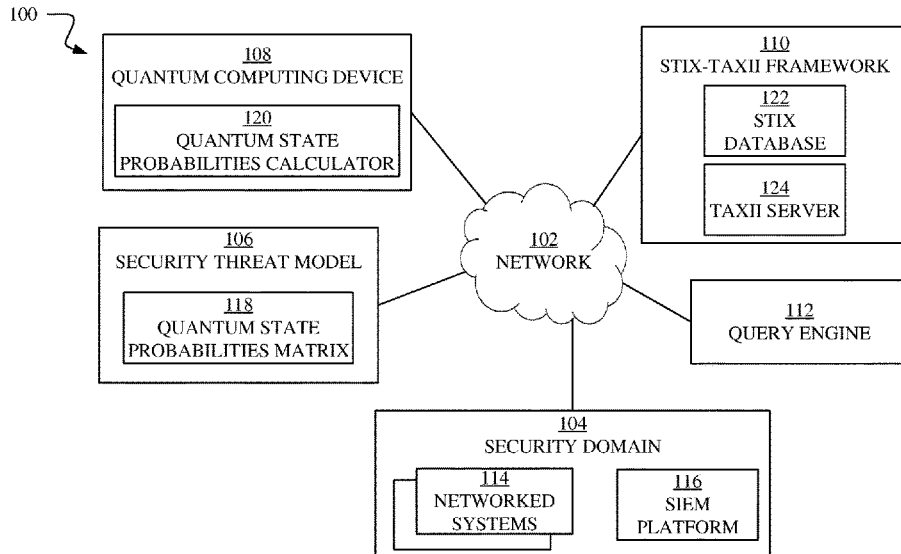 100
108
QUANTUM COMPUTING DEVICE
120
QUANTUM STATE
PROBABILITIES CALCULATOR
110
STIX-TAXII FRAMEWORK
122
STIX
DATABASE
124
TAXII SERVER
102
NETWORK
106
SECURITY THREAT MODEL
118
QUANTUM STATE
PROBABILITIES MATRIX
112
QUERY ENGINE
104
SECURITY DOMAIN
114
NETWORKED
SYSTEMS
116
SIEM
PLATFORM